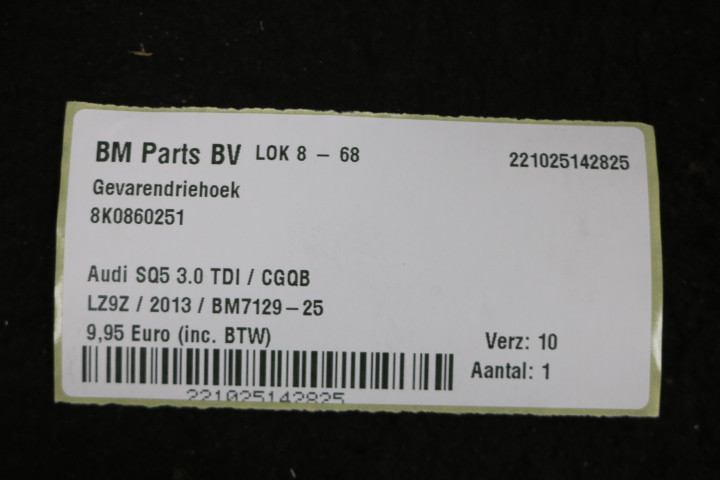 BM Parts BV LOK 8 – 68 221025142825
Gevarendriehoek
8K0860251
Audi SQ5 3.0 TDI / CGQB
LZ9Z / 2013 / BM7129–25
9,95 Euro (inc. BTW)
Verz: 10
Aantal: 1
221025142825